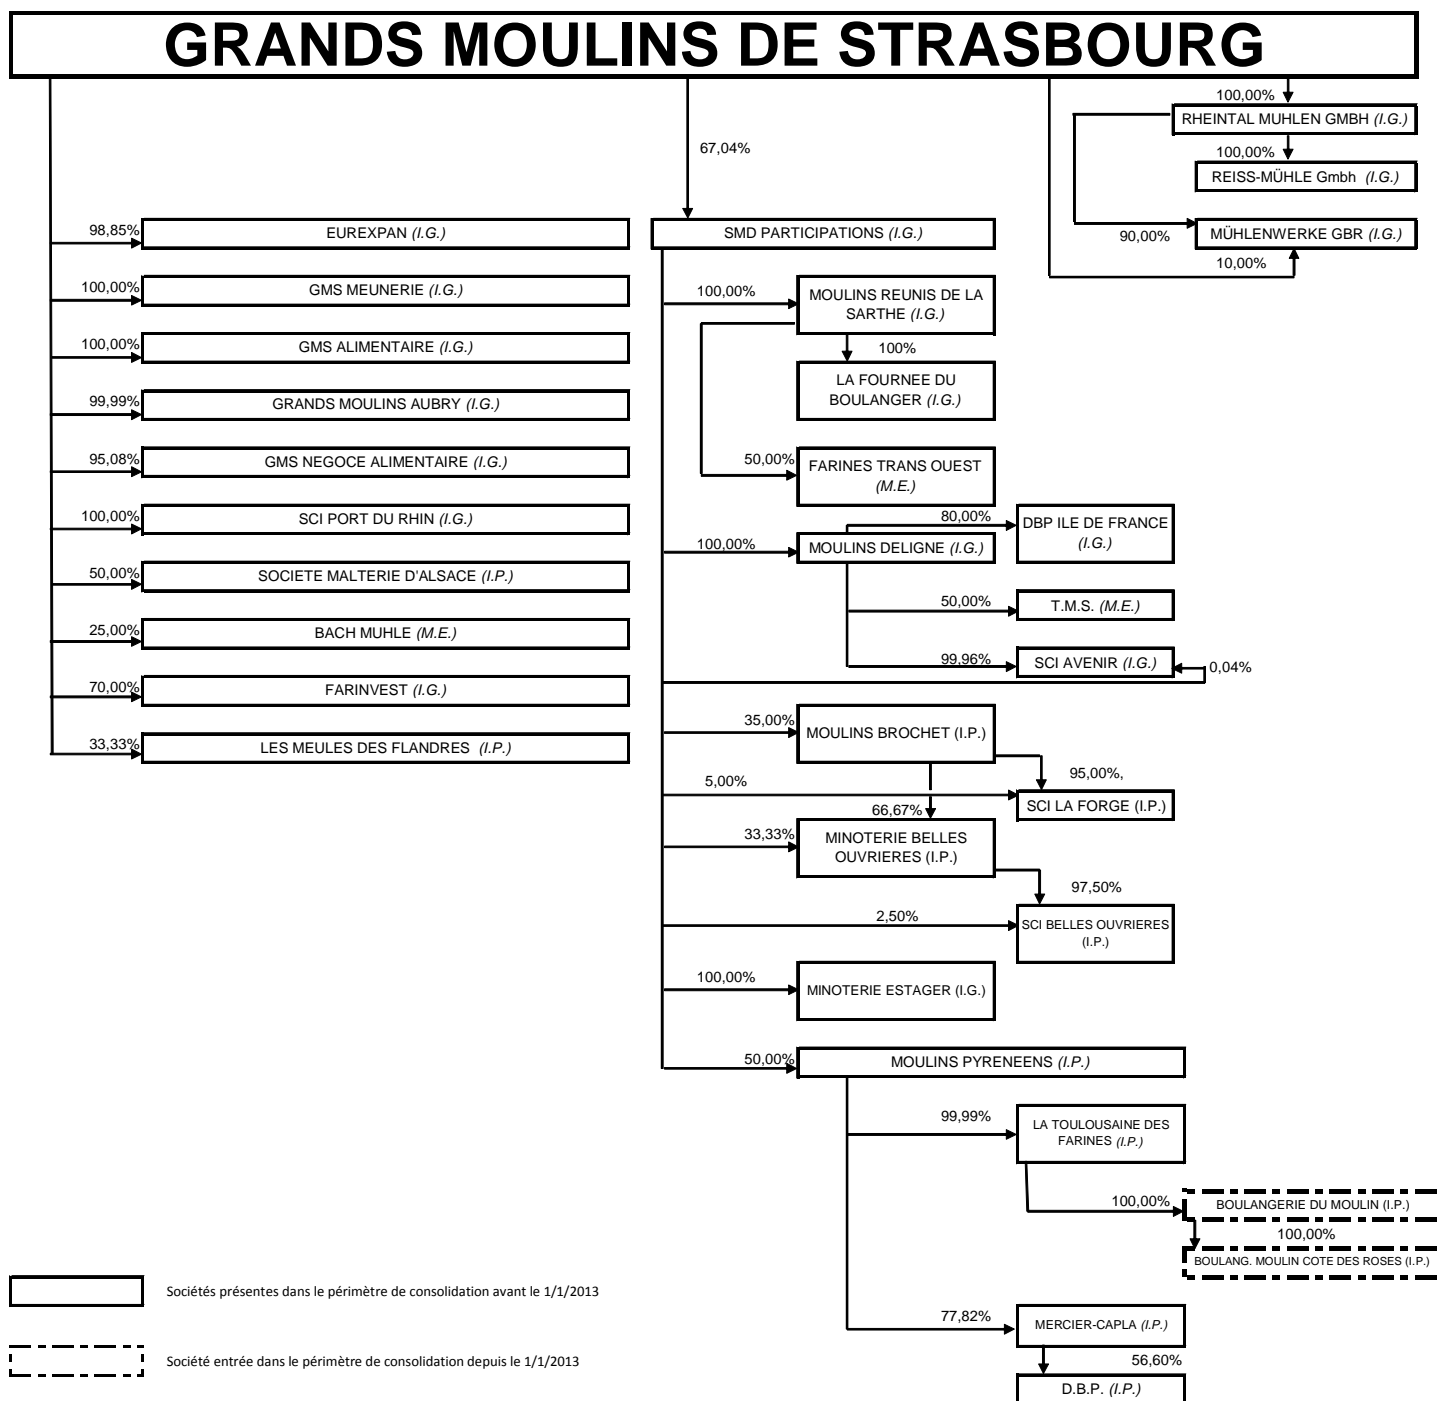 GRANDS MOULINS DE STRASBOURG
100,00%
RHEINTAL MUHLEN GMBH (I.G.)
67,04%
100,00%
REISS-MÜHLE Gmbh (I.G.)
98,85%
EUREXPAN (I.G.)
SMD PARTICIPATIONS (I.G.)
90,00%
MÜHLENWERKE GBR (I.G.)
10,00%
100,00%
GMS MEUNERIE (I.G.)
100,00%
MOULINS REUNIS DE LA
SARTHE (I.G.)
100,00%
GMS ALIMENTAIRE (I.G.)
100%
LA FOURNEE DU
BOULANGER (I.G.)
99,99%
GRANDS MOULINS AUBRY (I.G.)
95,08%
GMS NEGOCE ALIMENTAIRE (I.G.)
50,00%
FARINES TRANS OUEST
(M.E.)
100,00%
SCI PORT DU RHIN (I.G.)
80,00%
DBP ILE DE FRANCE
(I.G.)
100,00%
MOULINS DELIGNE (I.G.)
50,00%
SOCIETE MALTERIE D'ALSACE (I.P.)
50,00%
T.M.S. (M.E.)
25,00%
BACH MUHLE (M.E.)
99,96%
SCI AVENIR (I.G.)
0,04%
70,00%
FARINVEST (I.G.)
35,00%
MOULINS BROCHET (I.P.)
33,33%
LES MEULES DES FLANDRES (I.P.)
95,00%,
5,00%
SCI LA FORGE (I.P.)
66,67%
33,33%
MINOTERIE BELLES
OUVRIERES (I.P.)
97,50%
2,50%
SCI BELLES OUVRIERES
(I.P.)
100,00%
MINOTERIE ESTAGER (I.G.)
50,00%
MOULINS PYRENEENS (I.P.)
99,99%
LA TOULOUSAINE DES
FARINES (I.P.)
100,00%
BOULANGERIE DU MOULIN (I.P.)
100,00%
BOULANG. MOULIN COTE DES ROSES (I.P.)
Sociétés présentes dans le périmètre de consolidation avant le 1/1/2013
77,82%
MERCIER-CAPLA (I.P.)
Société entrée dans le périmètre de consolidation depuis le 1/1/2013
56,60%
D.B.P. (I.P.)